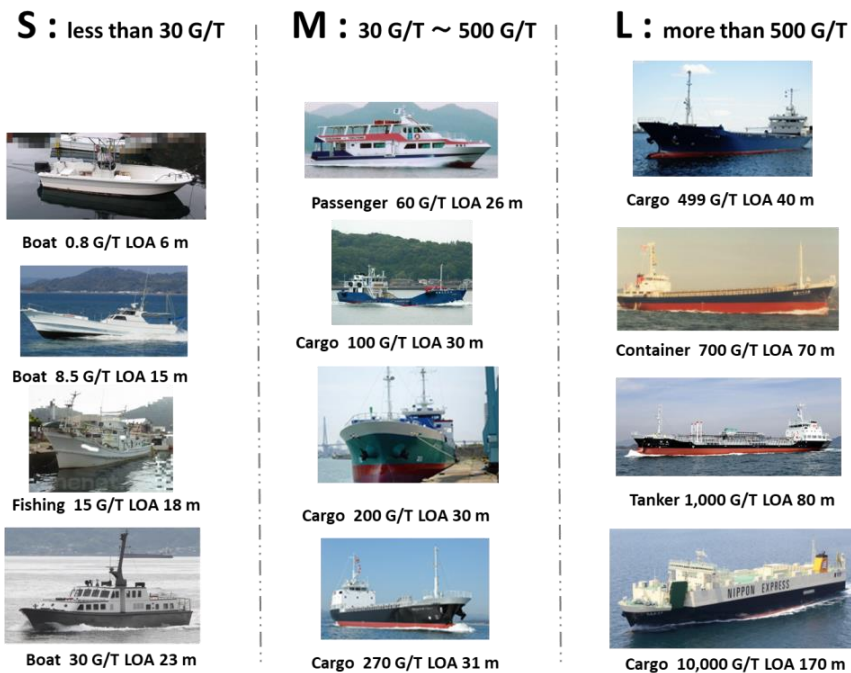 S : less than 30 G/T
Boat 0.8 G/T LOA 6 m
Boat 8.5 G/T LOA 15 m
Fishing 15 G/T LOA 18 m
Boat 30 G/T LOA 23 m
M : 30 G/T ~ 500 G/T
Passenger 60 G/T LOA 26 m
Cargo 100 G/T LOA 30 m
Cargo 200 G/T LOA 30 m
Cargo 270 G/T LOA 31 m
L : more than 500 G/T
Cargo 499 G/T LOA 40 m
Container 700 G/T LOA 70 m
Tanker 1,000 G/T LOA 80 m
NIPPON EXPRESS
Cargo 10,000 G/T LOA 170 m